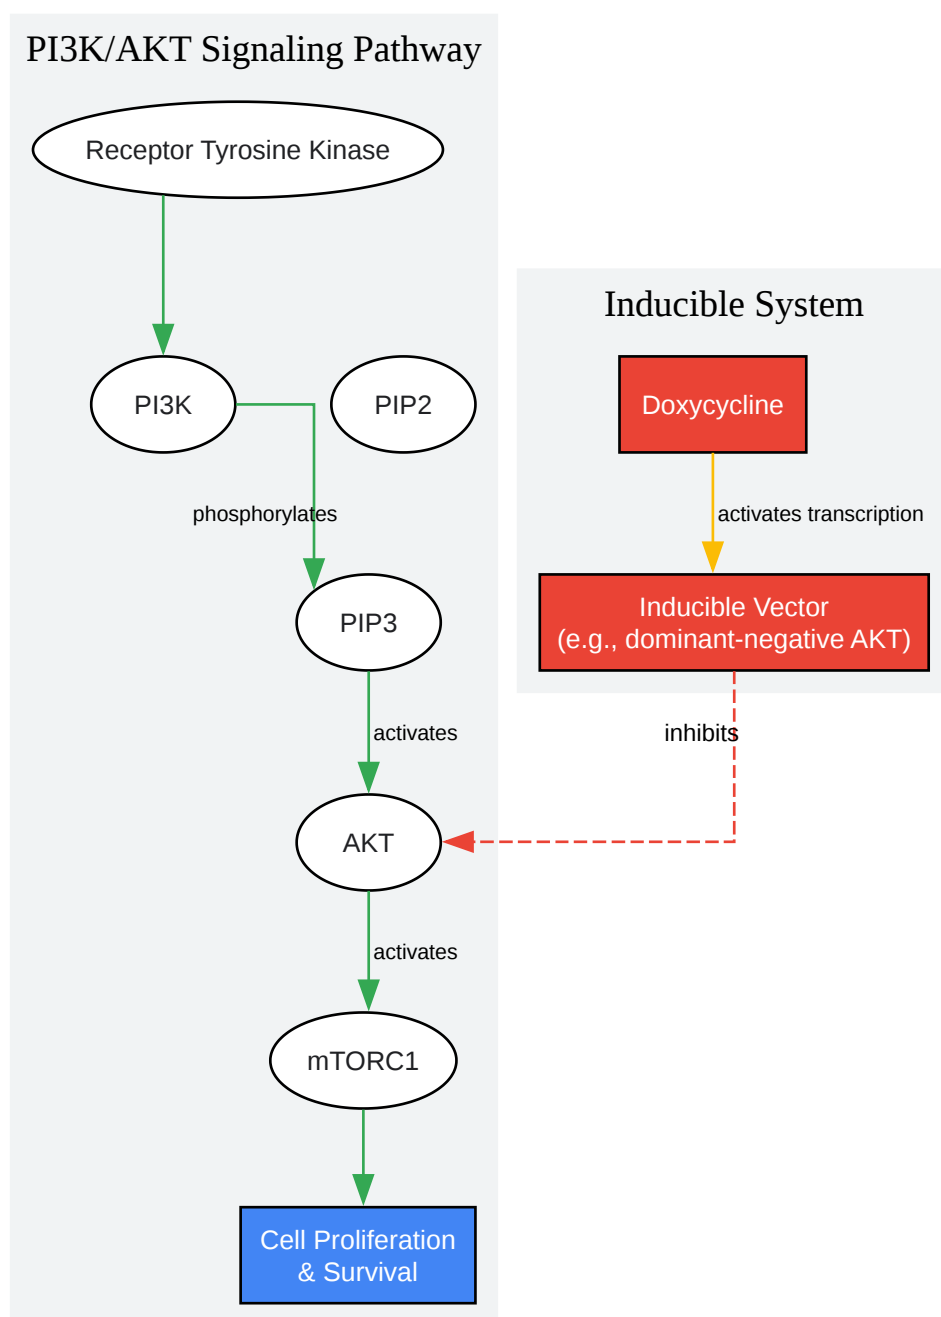 PI3K/AKT Signaling Pathway
Receptor Tyrosine Kinase
Inducible System
PI3K
PIP2
Doxycycline
phosphorylates
activates transcription
PIP3
Inducible Vector
(e.g., dominant-negative AKT)
activates
inhibits
AKT
activates
mTORC1
Cell Proliferation
& Survival